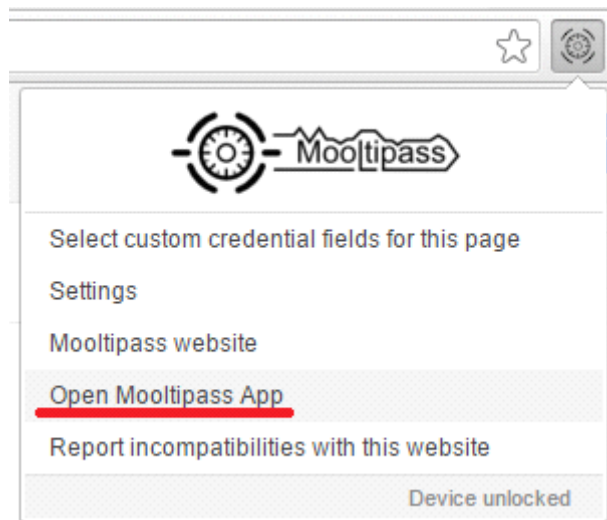 Mooltipass
Select custom credential fields for this page
Settings
Mooltipass website
Open Mooltipass App
Report incompatibilities with this website
Device unlocked